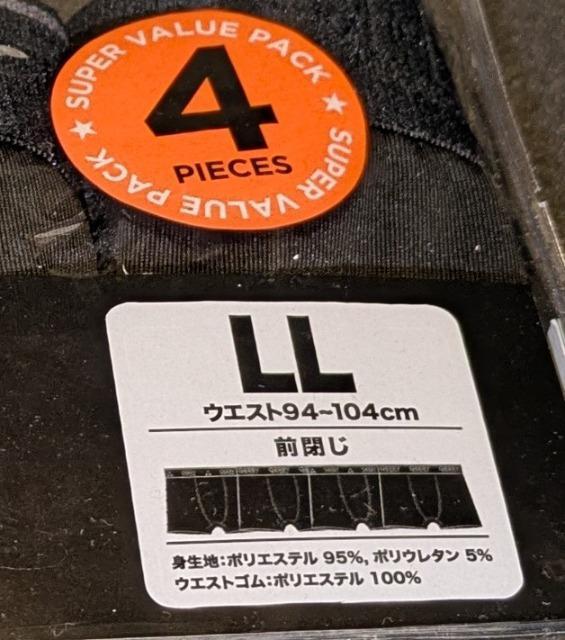 SUPER VALUE PACK
4
PIECES
SUPER VALUE PACK
LL
ウエスト94~104cm
前閉じ
身生地:ポリエステル 95%, ポリウレタン 5%
ウエストゴム:ポリエステル 100%